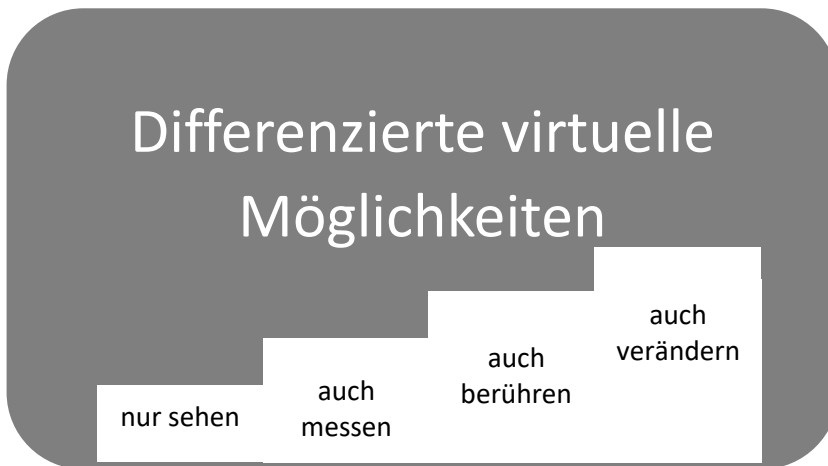 Differenzierte virtuelle
Möglichkeiten
nur sehen
auch
messen
auch
berühren
auch
verändern